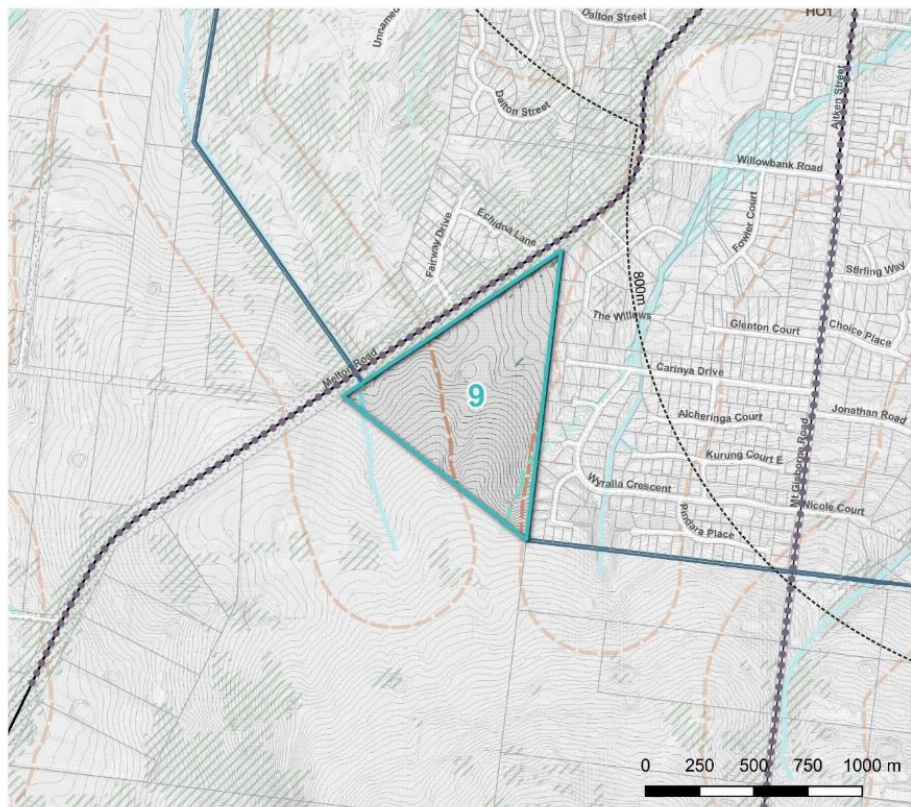 Dalton Street
HO1
Unnamed
Dalton Street
Aitken Street
Willowbank Road
Echidna Lane
Fairway Drive
Fowler Court
Stirling Way
800m
The Willows
Glenton Court
Choice Place
Melton Road
Carinya Drive
9
Alcheringa Court
Jonathan Road
Mt Gisborne Road
Kurung Court E
Wyralla Crescent
Nicole Court
Pindara Place
0 250 500 750 1000 m